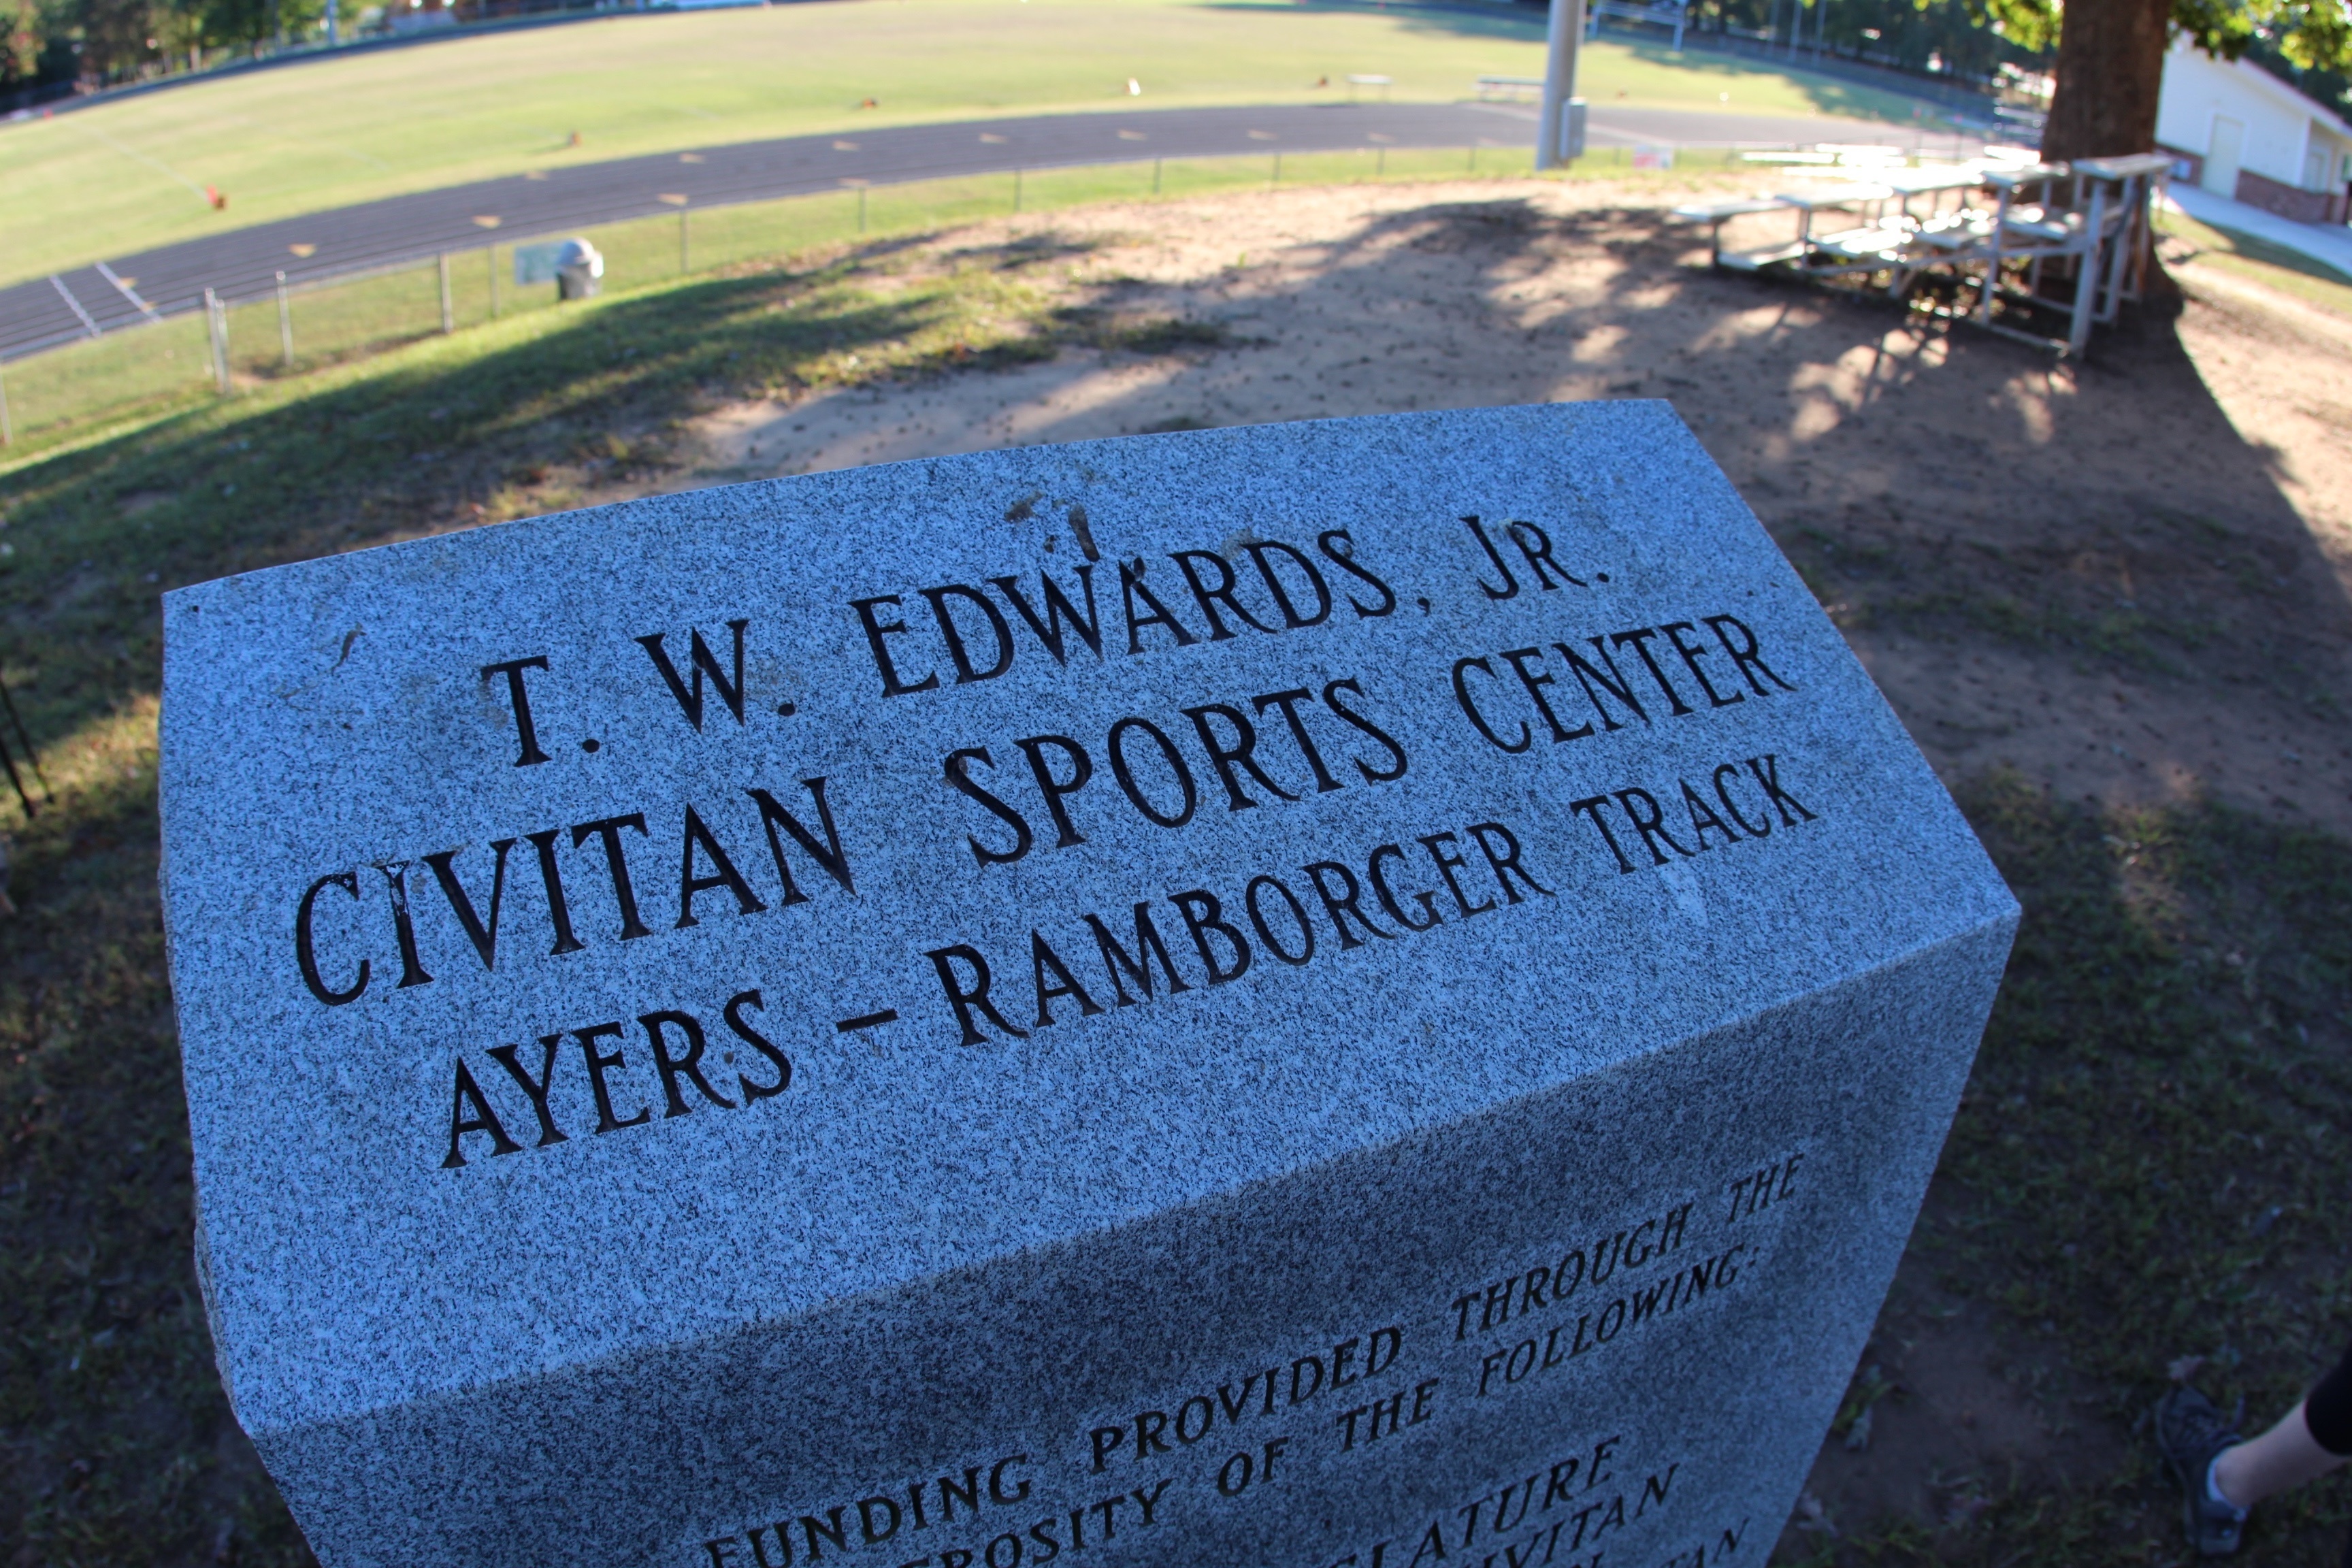 T. W. EDWARDS, JR.
CIVITAN SPORTS CENTER
AYERS – RAMBORGER TRACK
FUNDING PROVIDED THROUGH THE
OF THE FOLLOWING: